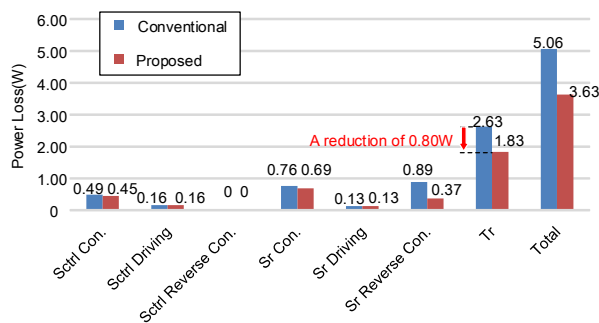 Power Loss(W)
6.00
5.00
4.00
3.00
2.00
1.00
0
Conventional
Proposed
0.49 0.45
0.16 0.16
0 0
0.76 0.69
0.13 0.13
0.89 0.37
2.63 1.83
5.06 3.63
A reduction of 0.80W
Sctrl Con.
Sctrl Driving
Sctrl Reverse Con.
Sr Con.
Sr Driving
Sr Reverse Con.
Tr
Total